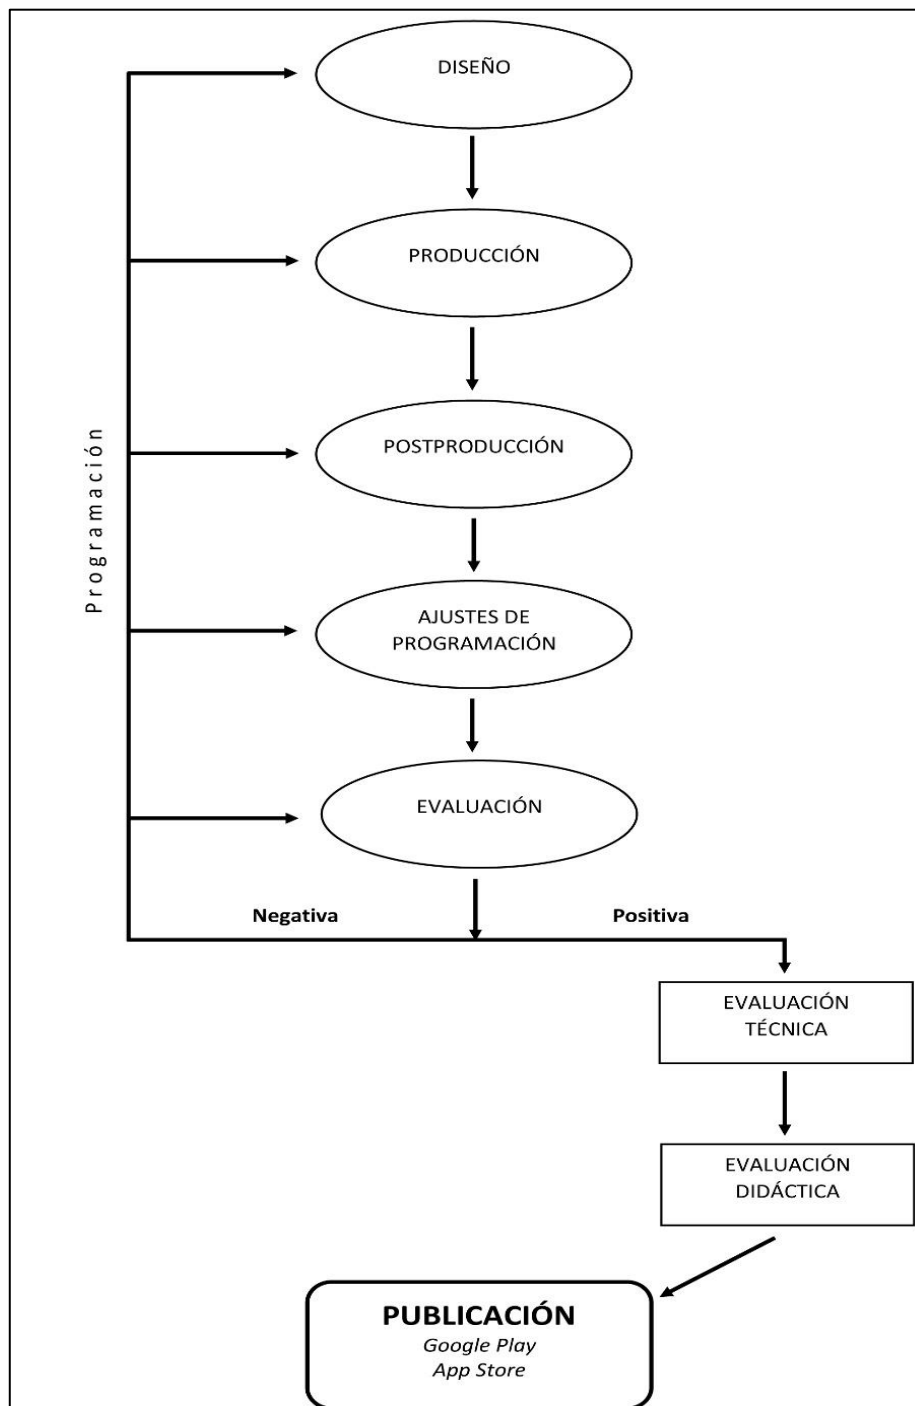 DISEÑO
PRODUCCIÓN
POSTPRODUCCIÓN
Programación
AJUSTES DE
PROGRAMACIÓN
EVALUACIÓN
Negativa
Positiva
EVALUACIÓN
TÉCNICA
EVALUACIÓN
DIDÁCTICA
PUBLICACIÓN
Google Play
App Store